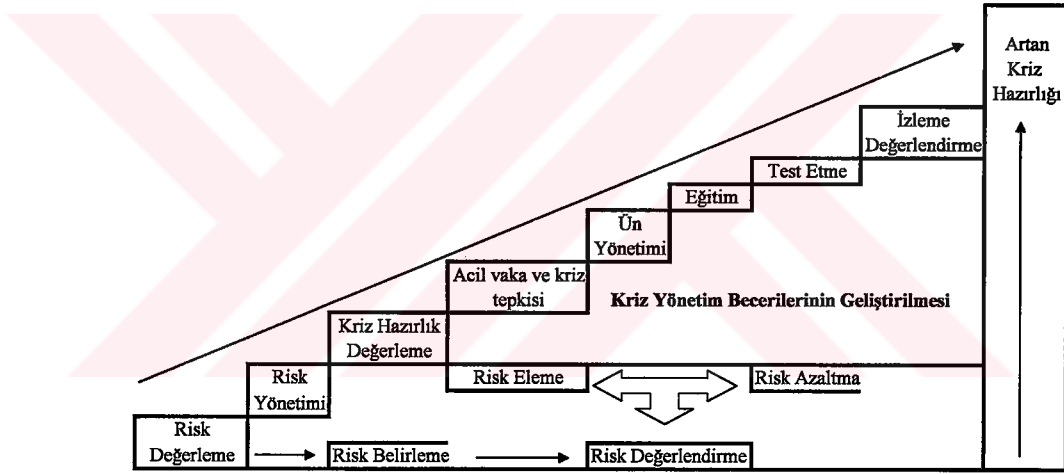 Artan
Kriz
Hazırlığı
İzleme
Değerlendirme
Test Etme
Eğitim
Ün
Yönetimi
Acil vaka ve kriz
tepkisi
Kriz Yönetim Becerilerinin Geliştirilmesi
Kriz Hazırlık
Değerleme
Risk
Yönetimi
Risk Eleme
Risk Azaltma
Risk
Değerleme
Risk Belirleme
Risk Değerlendirme